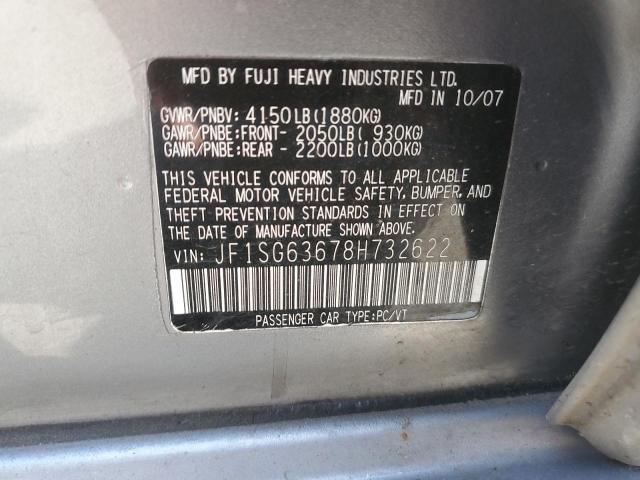 MFD BY FUJI HEAVY INDUSTRIES LTD.
MFD IN 10/07
GVWR/PNBV: 4150LB(1880KG)
GAWR/PNBE:FRONT- 2050LB( 930KG)
GAWR/PNBE:REAR - 2200LB(1000KG)
THIS VEHICLE CONFORMS TO ALL APPLICABLE
FEDERAL MOTOR VEHICLE SAFETY, BUMPER, AND
THEFT PREVENTION STANDARDS IN EFFECT ON
THE DATE OF MANUFACTURE SHOWN ABOVE.
VIN: JF1SG63678H732622
PASSENGER CAR TYPE:PC/VT